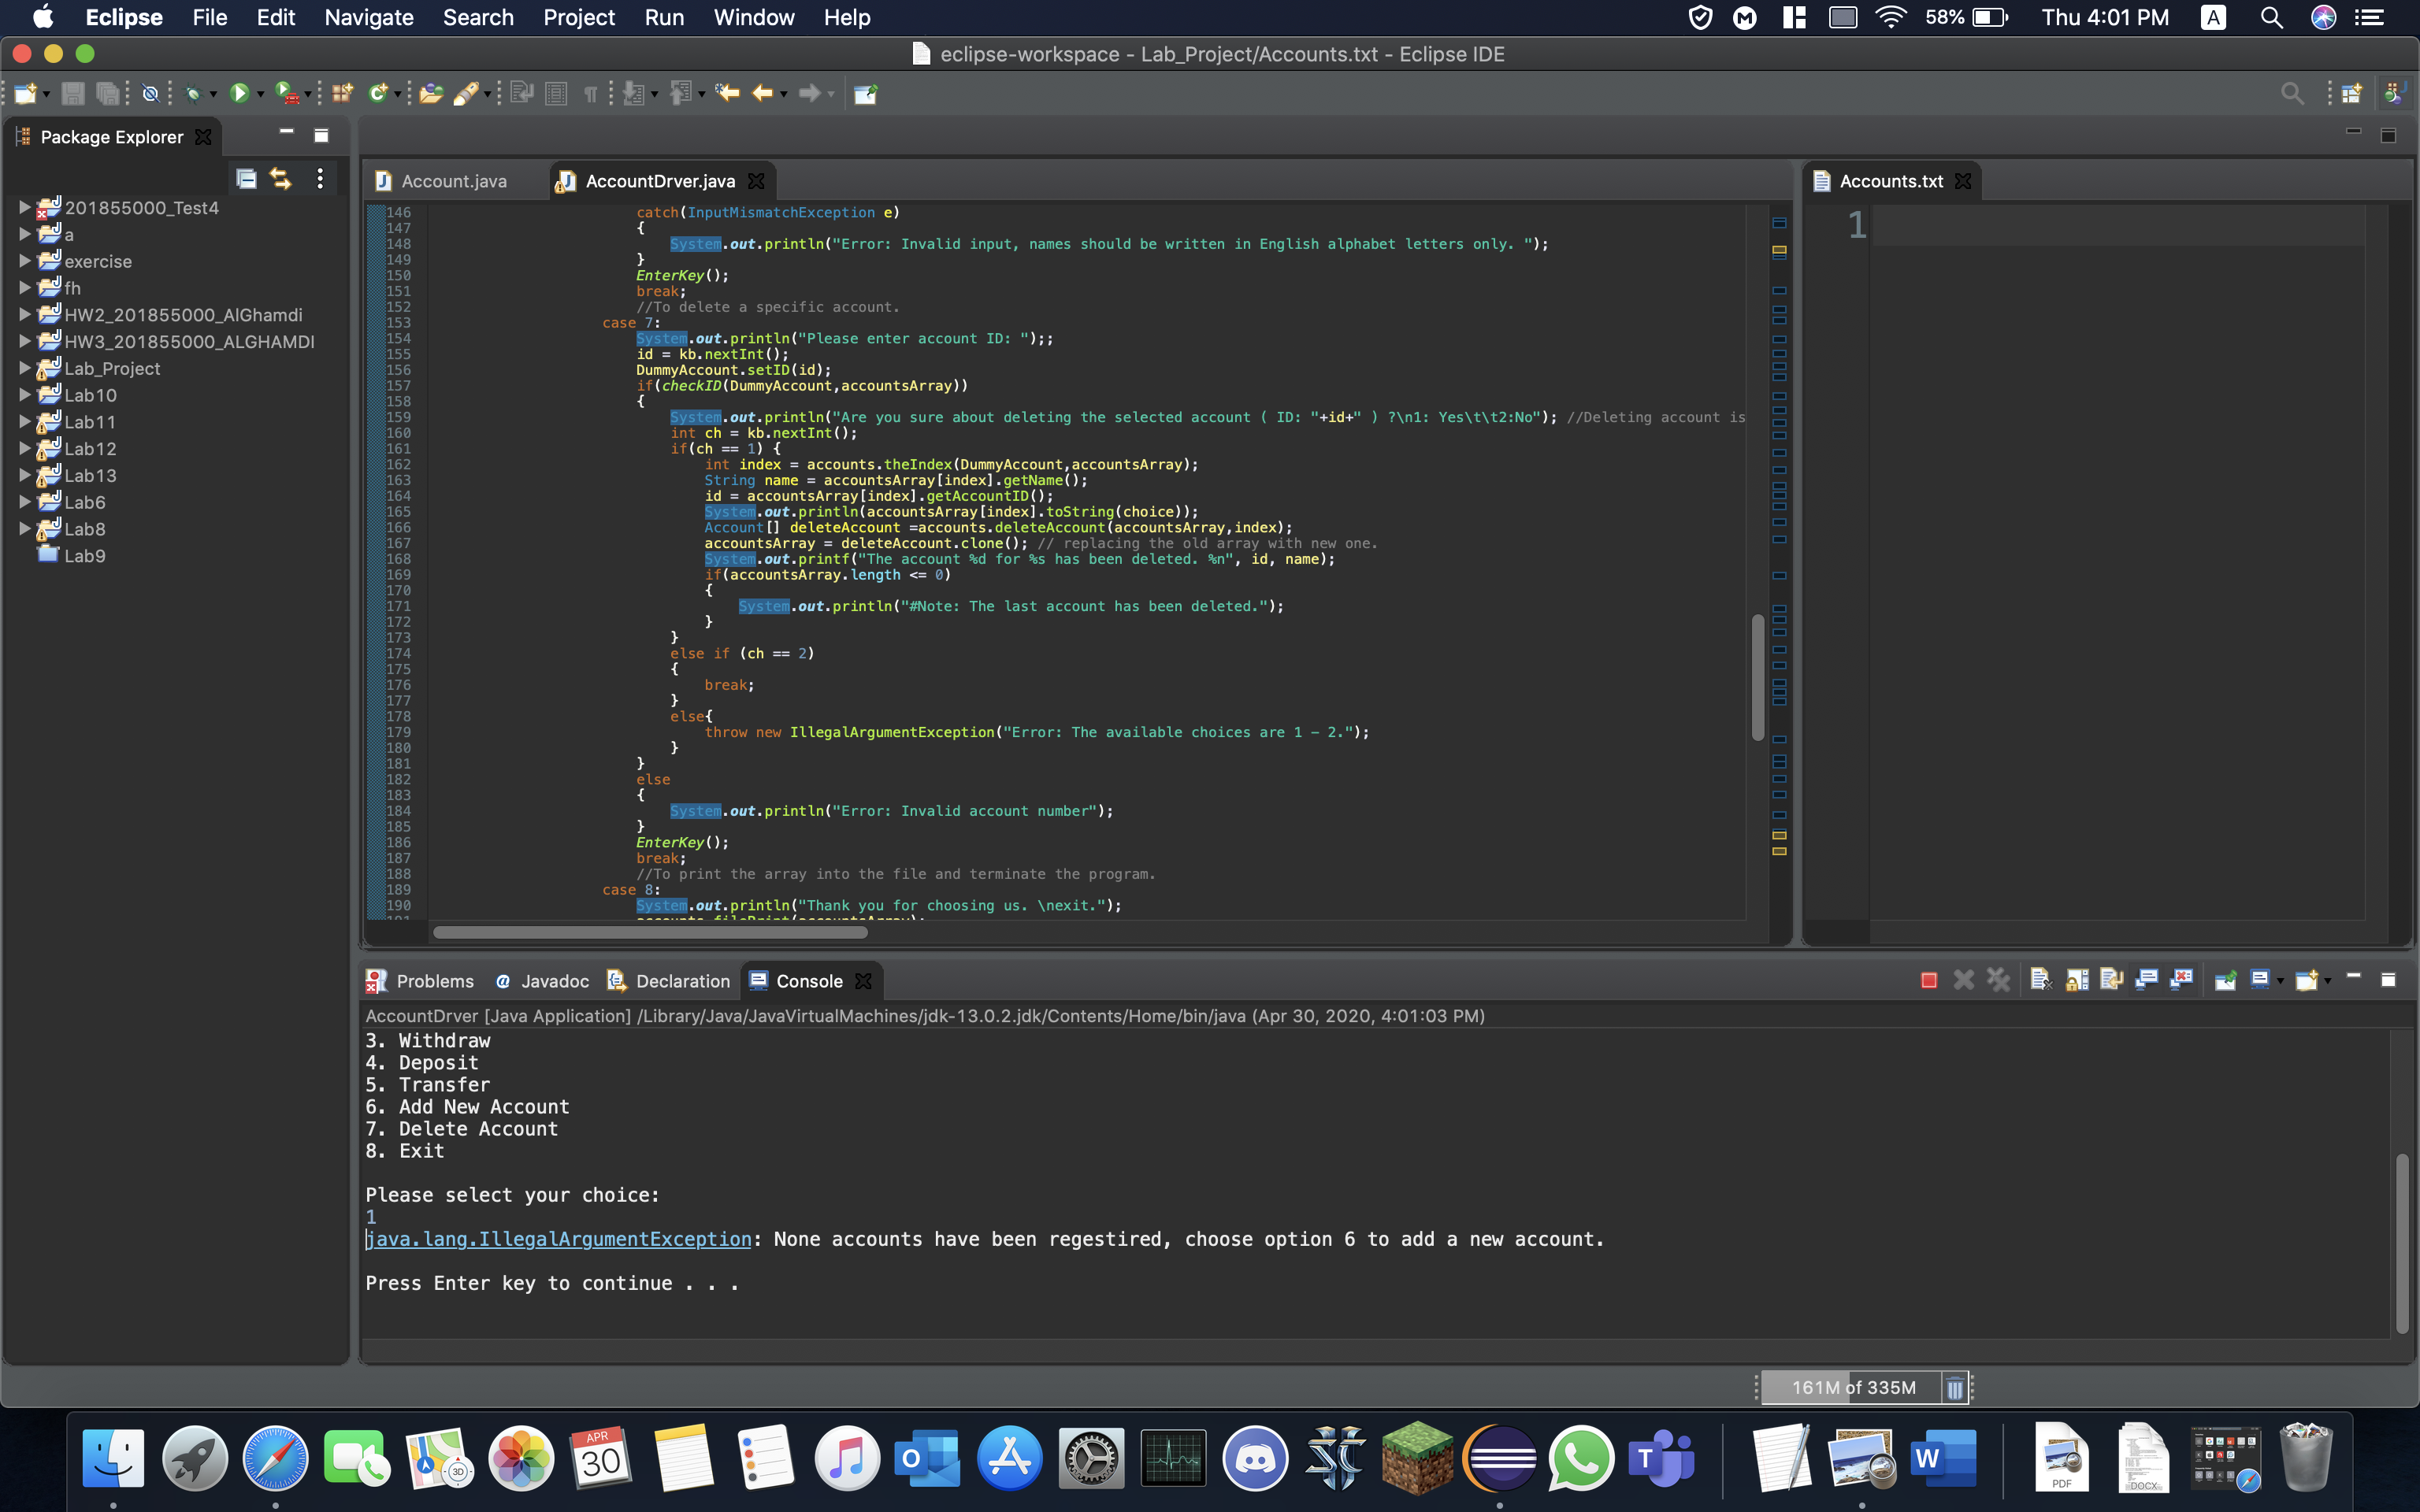 Eclipse File Edit Navigate Search Project Run Window Help 58% Thu 4:01 PM A
eclipse-workspace - Lab_Project/Accounts.txt - Eclipse IDE
Package Explorer
201855000_Test4
a
exercise
fh
HW2_201855000_AlGhamdi
HW3_201855000_ALGHAMDI
Lab_Project
Lab10
Lab11
Lab12
Lab13
Lab6
Lab8
Lab9
Account.java AccountDrver.java
146 catch(InputMismatchException e)
147 {
148 System.out.println("Error: Invalid input, names should be written in English alphabet letters only. ");
149 }
150 EnterKey();
151 break;
152 //To delete a specific account.
153 case 7:
154 System.out.println("Please enter account ID: ");;
155 id = kb.nextInt();
156 DummyAccount.setID(id);
157 if(checkID(DummyAccount,accountsArray))
158 {
159 System.out.println("Are you sure about deleting the selected account ( ID: "+id+" ) ?\n1: Yes\t\t2:No"); //Deleting account is
160 int ch = kb.nextInt();
161 if(ch == 1) {
162 int index = accounts.theIndex(DummyAccount,accountsArray);
163 String name = accountsArray[index].getName();
164 id = accountsArray[index].getAccountID();
165 System.out.println(accountsArray[index].toString(choice));
166 Account[] deleteAccount =accounts.deleteAccount(accountsArray,index);
167 accountsArray = deleteAccount.clone(); // replacing the old array with new one.
168 System.out.printf("The account %d for %s has been deleted. %n", id, name);
169 if(accountsArray.length <= 0)
170 {
171 System.out.println("#Note: The last account has been deleted.");
172 }
173 }
174 else if (ch == 2)
175 {
176 break;
177 }
178 else{
179 throw new IllegalArgumentException("Error: The available choices are 1 - 2.");
180 }
181 }
182 else
183 {
184 System.out.println("Error: Invalid account number");
185 }
186 EnterKey();
187 break;
188 //To print the array into the file and terminate the program.
189 case 8:
190 System.out.println("Thank you for choosing us. \nexit.");
191 accounts.filePrint(accountsArray);
Accounts.txt
1
Problems Javadoc Declaration Console
AccountDrver [Java Application] /Library/Java/JavaVirtualMachines/jdk-13.0.2.jdk/Contents/Home/bin/java (Apr 30, 2020, 4:01:03 PM)
3. Withdraw
4. Deposit
5. Transfer
6. Add New Account
7. Delete Account
8. Exit
Please select your choice:
1
java.lang.IllegalArgumentException: None accounts have been regestired, choose option 6 to add a new account.
Press Enter key to continue . . .
161M of 335M
3D
APR
30
PDF
DOCX